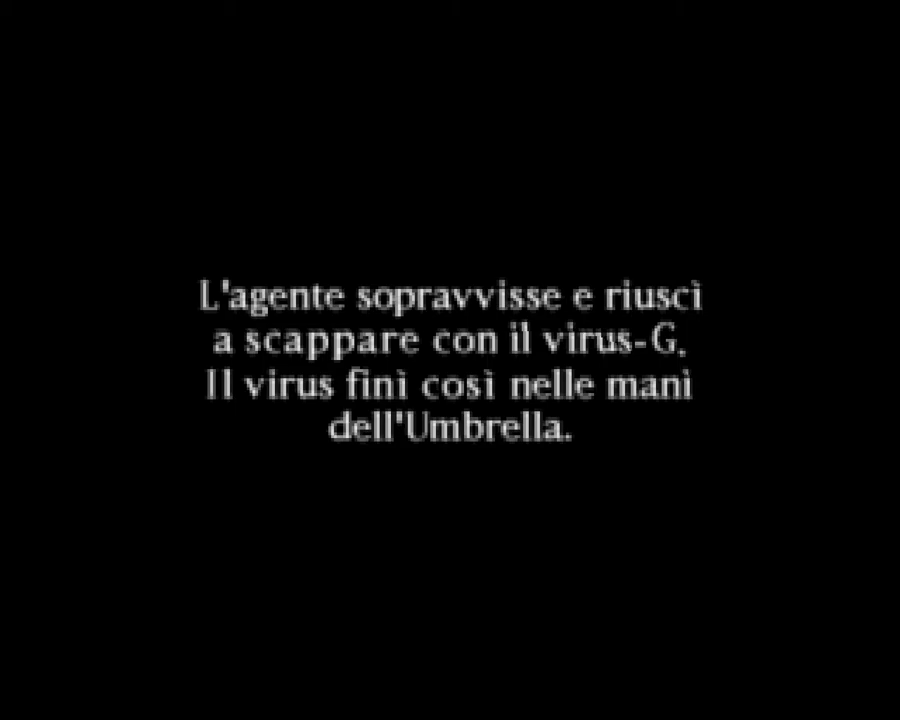 L'agente sopravvisse e riuscì
a scappare con il virus-G.
Il virus finì così nelle mani
dell'Umbrella.